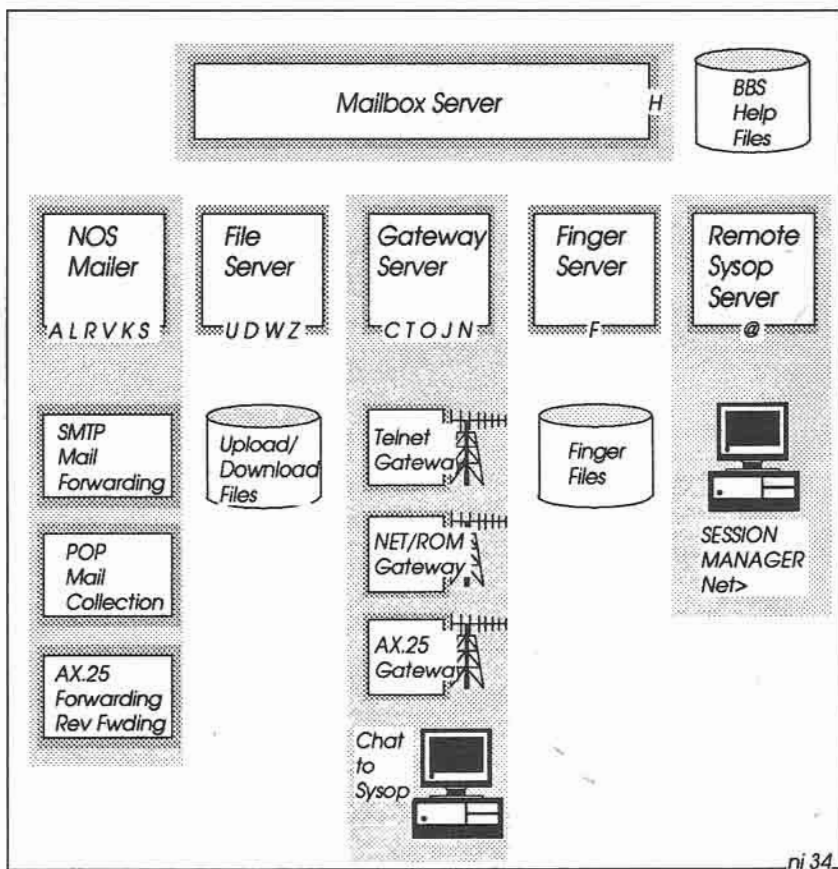 Mailbox Server
H
BBS
Help
Files
NOS
Mailer
A L R V K S
File
Server
U D W Z
Gateway
Server
C T O J N
Finger
Server
F
Remote
Sysop
Server
@
SMTP
Mail
Forwarding
POP
Mail
Collection
AX.25
Forwarding
Rev Fwding
Upload/
Download
Files
Telnet
Gateway
NET/ROM
Gateway
AX.25
Gateway
Chat
to
Sysop
Finger
Files
SESSION
MANAGER
Net>
ni 34